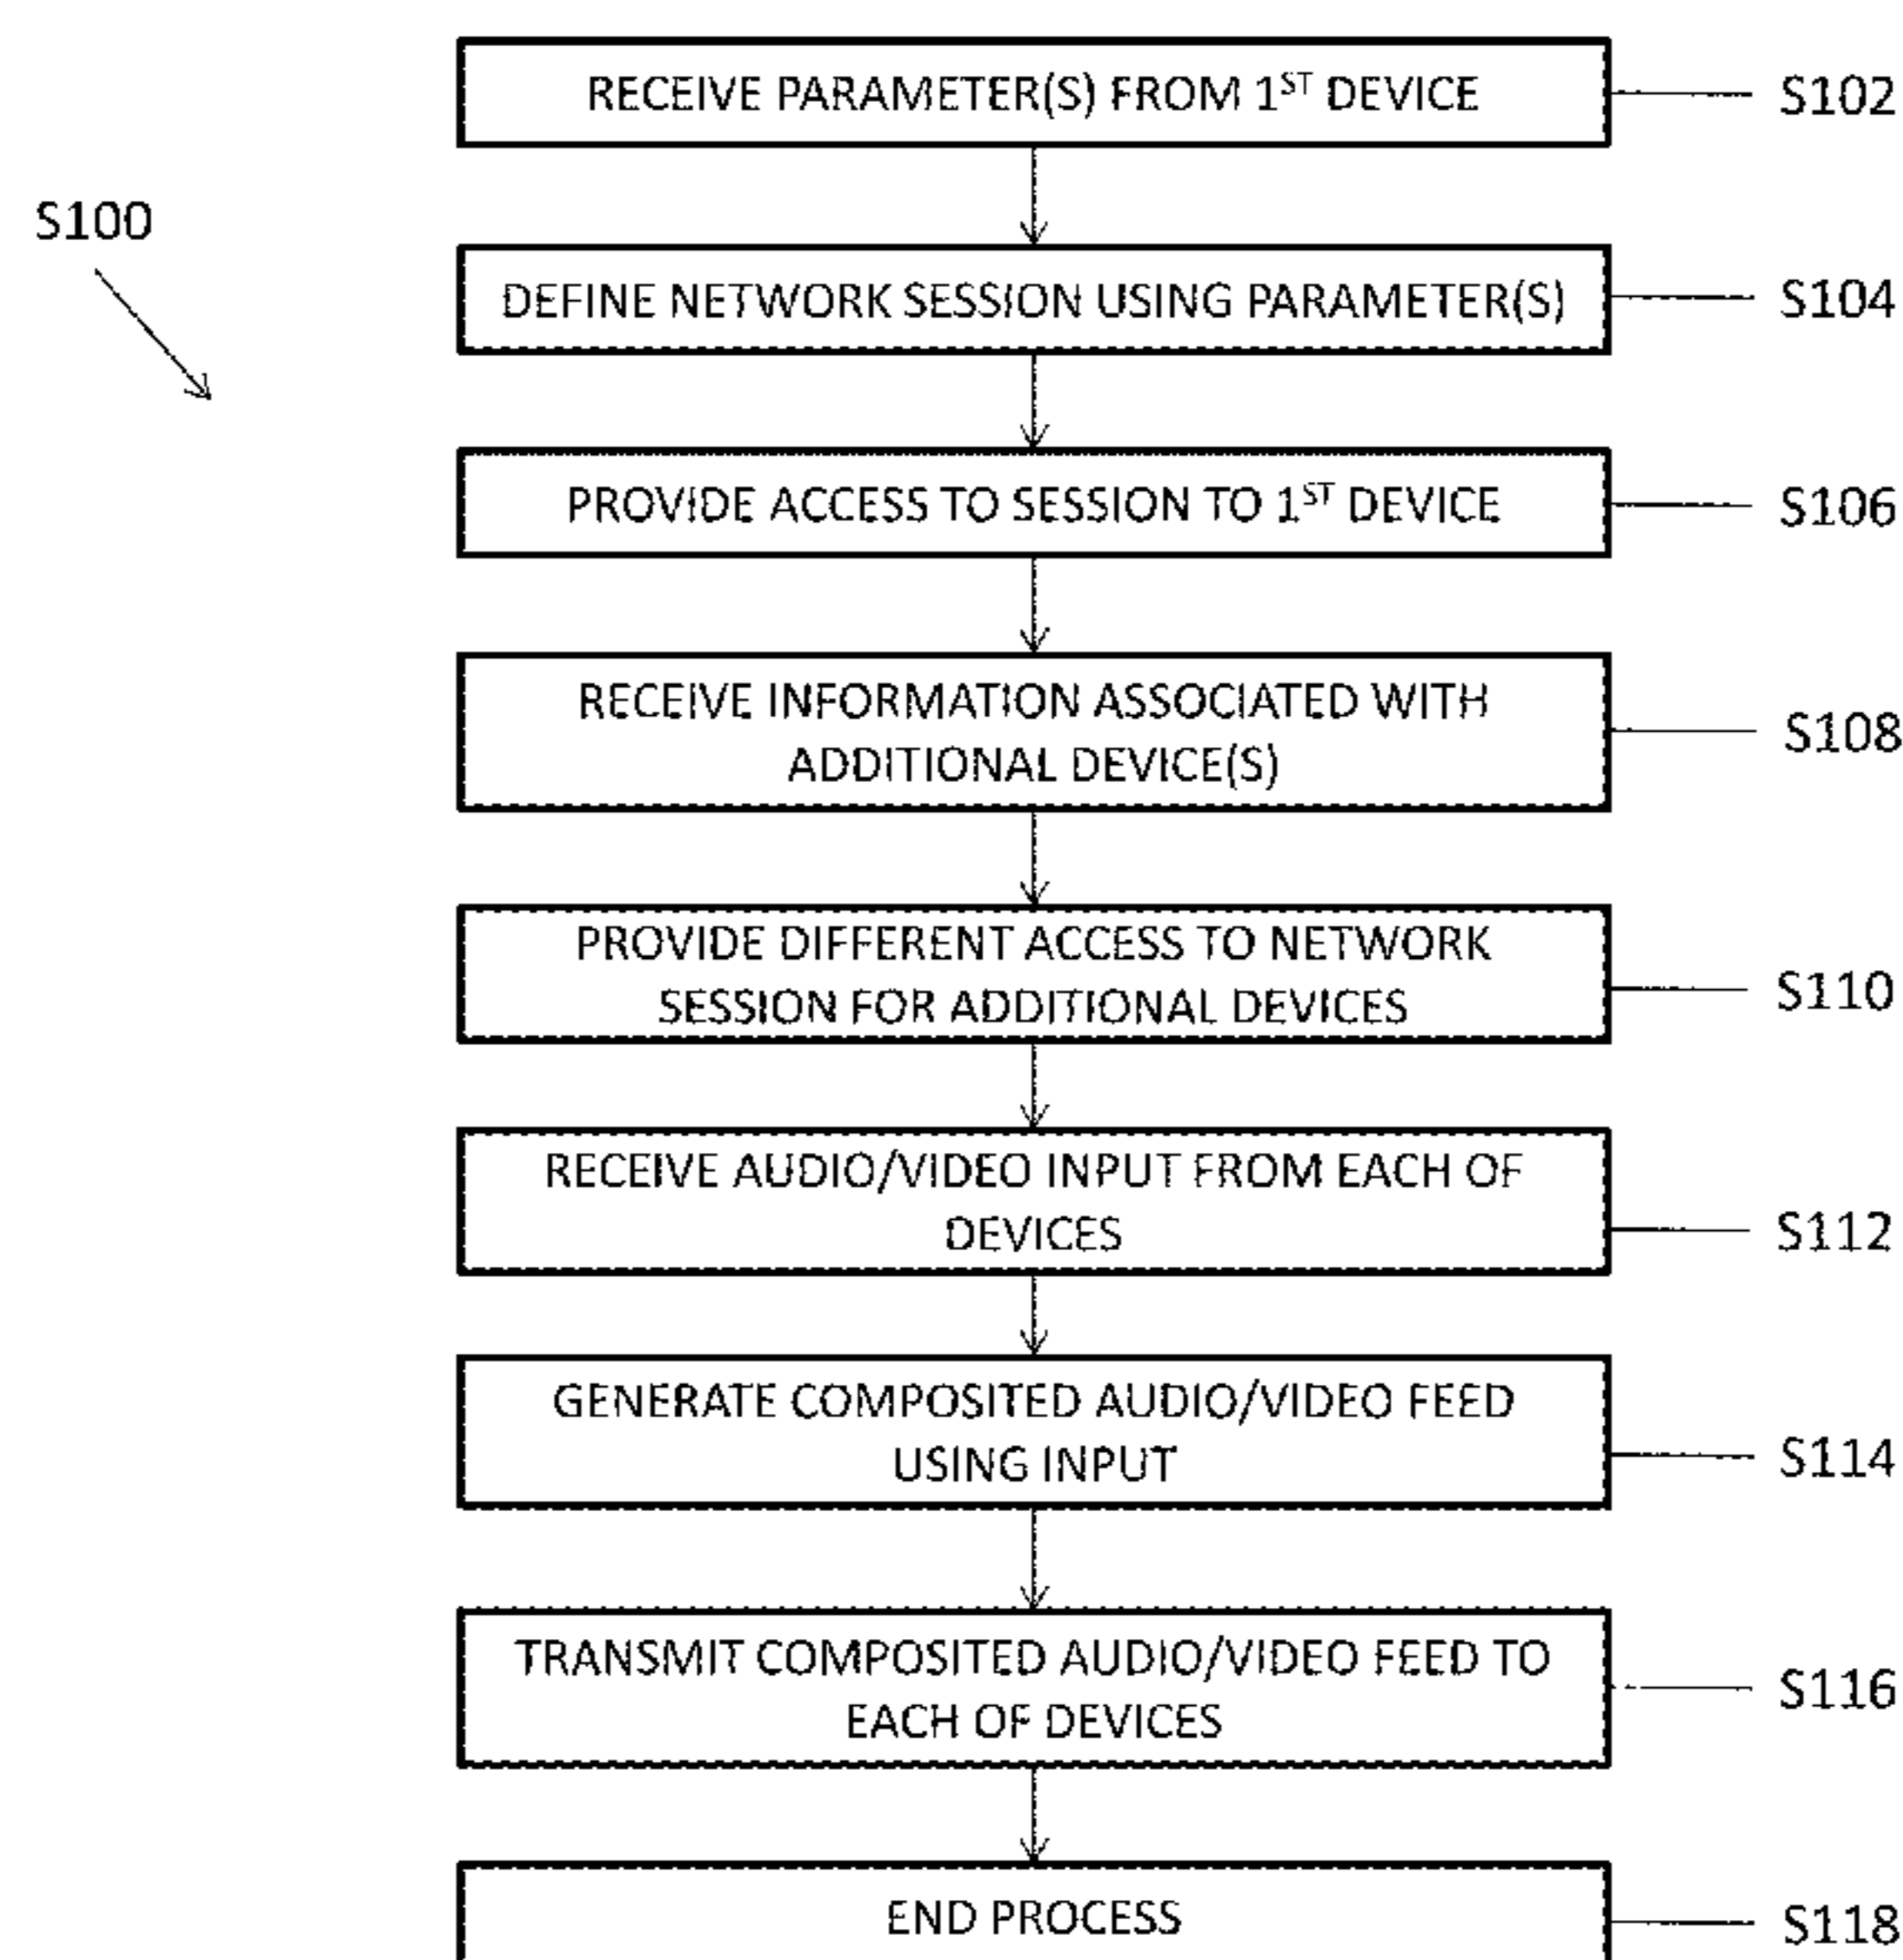 RECEIVE PARAMETER(S) FROM 1ST DEVICE
S102
S100
DEFINE NETWORK SESSION USING PARAMETER(S)
S104
PROVIDE ACCESS TO SESSION TO 1ST DEVICE
S106
RECEIVE INFORMATION ASSOCIATED WITH
ADDITIONAL DEVICE(S)
S108
PROVIDE DIFFERENT ACCESS TO NETWORK
SESSION FOR ADDITIONAL DEVICES
S110
RECEIVE AUDIO/VIDEO INPUT FROM EACH OF
DEVICES
S112
GENERATE COMPOSITED AUDIO/VIDEO FEED
USING INPUT
S114
TRANSMIT COMPOSITED AUDIO/VIDEO FEED TO
EACH OF DEVICES
S116
END PROCESS
S118